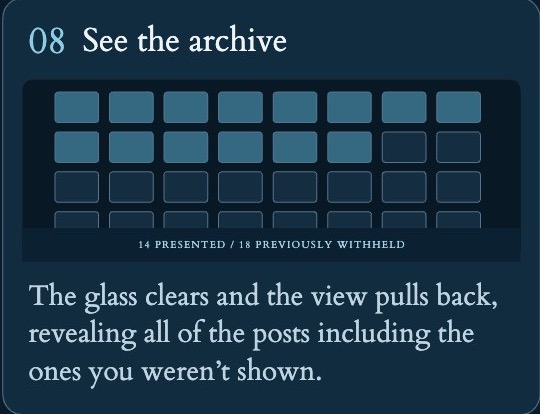 08 See the archive
14 PRESENTED / 18 PREVIOUSLY WITHHELD
The glass clears and the view pulls back,
revealing all of the posts including the
ones you weren’t shown.